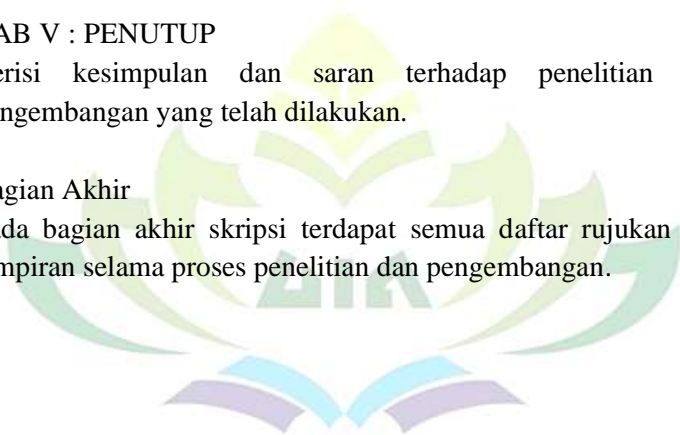 AB V : PENUTUP
erisi kesimpulan dan saran terhadap penelitian
ngembangan yang telah dilakukan.
agian Akhir
da bagian akhir skripsi terdapat semua daftar rujukan
mpiran selama proses penelitian dan pengembangan.